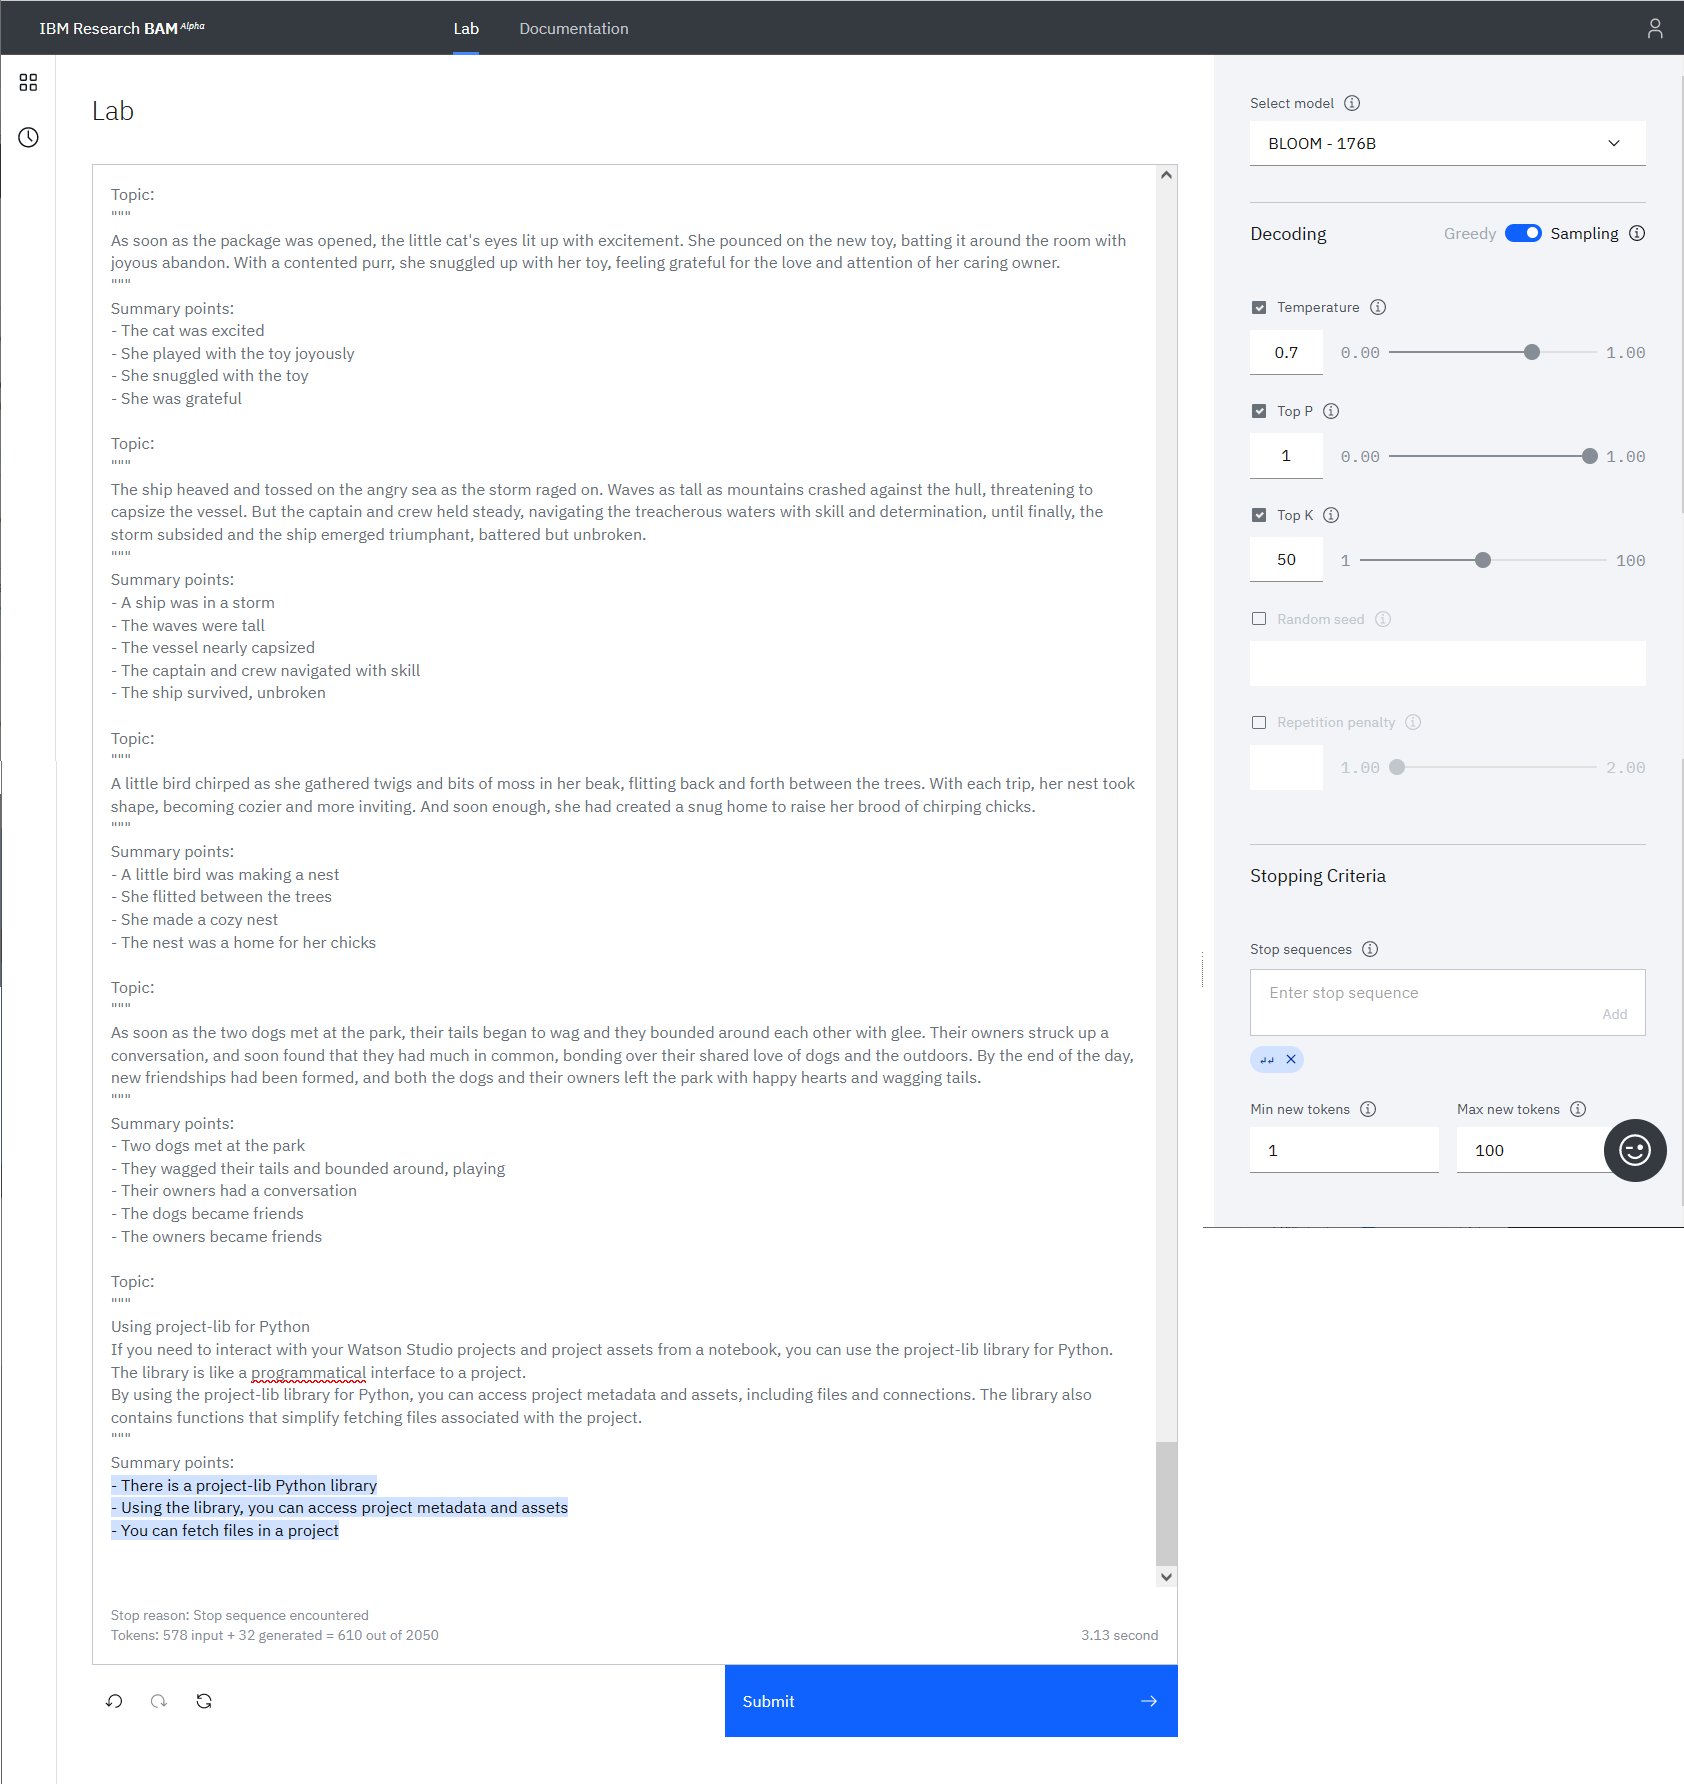 IBM Research BAM Alpha
Lab
Documentation
Lab
Topic:
"""
As soon as the package was opened, the little cat's eyes lit up with excitement. She pounced on the new toy, batting it around the room with
joyous abandon. With a contented purr, she snuggled up with her toy, feeling grateful for the love and attention of her caring owner.
"""
Summary points:
- The cat was excited
- She played with the toy joyously
- She snuggled with the toy
- She was grateful
Topic:
"""
The ship heaved and tossed on the angry sea as the storm raged on. Waves as tall as mountains crashed against the hull, threatening to
capsize the vessel. But the captain and crew held steady, navigating the treacherous waters with skill and determination, until finally, the
storm subsided and the ship emerged triumphant, battered but unbroken.
"""
Summary points:
- A ship was in a storm
- The waves were tall
- The vessel nearly capsized
- The captain and crew navigated with skill
- The ship survived, unbroken
Topic:
"""
A little bird chirped as she gathered twigs and bits of moss in her beak, flitting back and forth between the trees. With each trip, her nest took
shape, becoming cozier and more inviting. And soon enough, she had created a snug home to raise her brood of chirping chicks.
"""
Summary points:
- A little bird was making a nest
- She flitted between the trees
- She made a cozy nest
- The nest was a home for her chicks
Topic:
"""
As soon as the two dogs met at the park, their tails began to wag and they bounded around each other with glee. Their owners struck up a
conversation, and soon found that they had much in common, bonding over their shared love of dogs and the outdoors. By the end of the day,
new friendships had been formed, and both the dogs and their owners left the park with happy hearts and wagging tails.
"""
Summary points:
- Two dogs met at the park
- They wagged their tails and bounded around, playing
- Their owners had a conversation
- The dogs became friends
- The owners became friends
Topic:
"""
Using project-lib for Python
If you need to interact with your Watson Studio projects and project assets from a notebook, you can use the project-lib library for Python.
The library is like a programmatical interface to a project.
By using the project-lib library for Python, you can access project metadata and assets, including files and connections. The library also
contains functions that simplify fetching files associated with the project.
"""
Summary points:
- There is a project-lib Python library
- Using the library, you can access project metadata and assets
- You can fetch files in a project
Stop reason: Stop sequence encountered
Tokens: 578 input + 32 generated = 610 out of 2050
3.13 second
Submit
Select model
BLOOM - 176B
Decoding
Greedy
Sampling
Temperature
0.7 0.00 1.00
Top P
1 0.00 1.00
Top K
50 1 100
Random seed
Repetition penalty
1.00 2.00
Stopping Criteria
Stop sequences
Enter stop sequence
Add
Min new tokens
Max new tokens
1
100